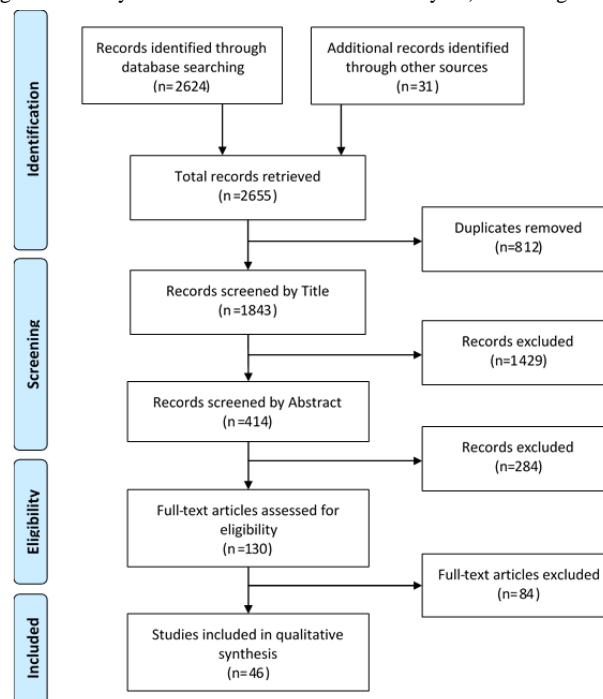 Identification
Records identified through
database searching
(n=2624)
Additional records identified
through other sources
(n=31)
Total records retrieved
(n=2655)
Duplicates removed
(n=812)
Screening
Records screened by Title
(n=1843)
Records excluded
(n=1429)
Records screened by Abstract
(n=414)
Records excluded
(n=284)
Eligibility
Full-text articles assessed for
eligibility
(n=130)
Full-text articles excluded
(n=84)
Included
Studies included in qualitative
synthesis
(n=46)